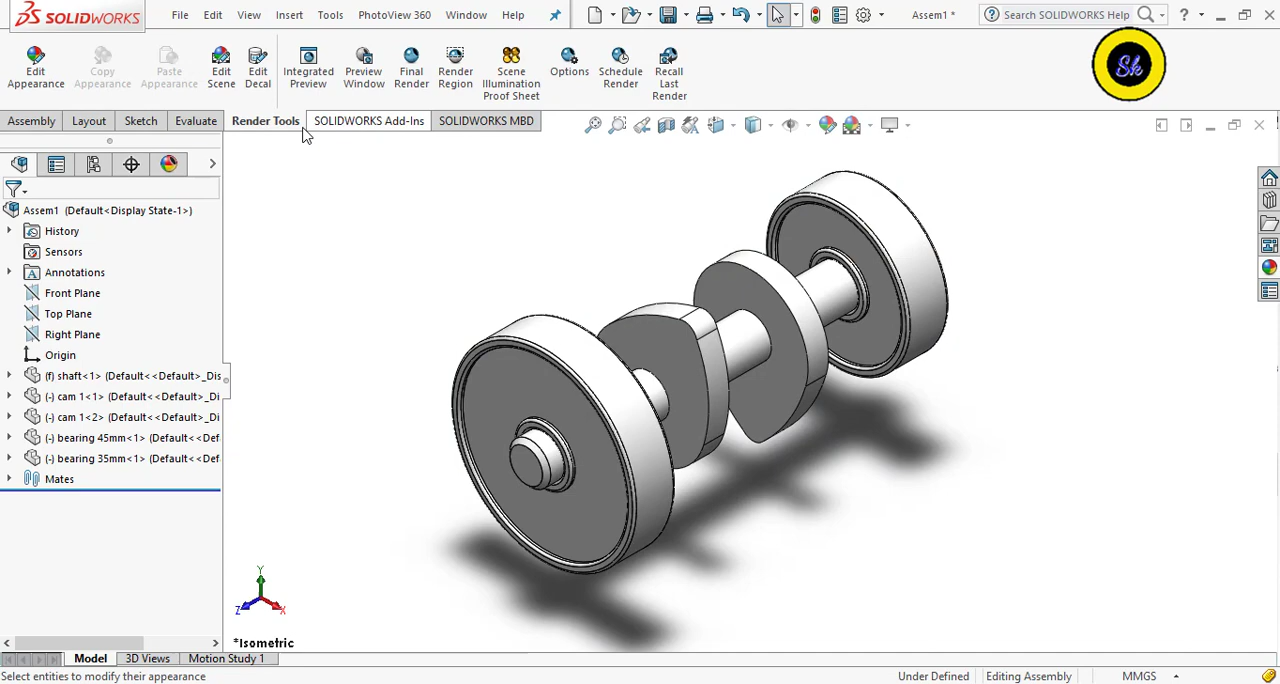 SOLIDWORKS File Edit View Insert Tools PhotoView 360 Window Help Assem1 * Search SOLIDWORKS Help
Edit Appearance
Copy Appearance
Paste Appearance
Edit Scene
Edit Decal
Integrated Preview
Preview Window
Final Render
Render Region
Scene Illumination Proof Sheet
Options
Schedule Render
Recall Last Render
Sk
Assembly Layout Sketch Evaluate Render Tools SOLIDWORKS Add-Ins SOLIDWORKS MBD
Assem1 (Default<Display State-1>)
History
Sensors
Annotations
Front Plane
Top Plane
Right Plane
Origin
(f) shaft<1> (Default<<Default>_Dis
(-) cam 1<1> (Default<<Default>_Di
(-) cam 1<2> (Default<<Default>_Di
(-) bearing 45mm<1> (Default<<Def
(-) bearing 35mm<1> (Default<<Def
Mates
Y
Z X
*Isometric
Model 3D Views Motion Study 1
Select entities to modify their appearance Under Defined Editing Assembly MMGS